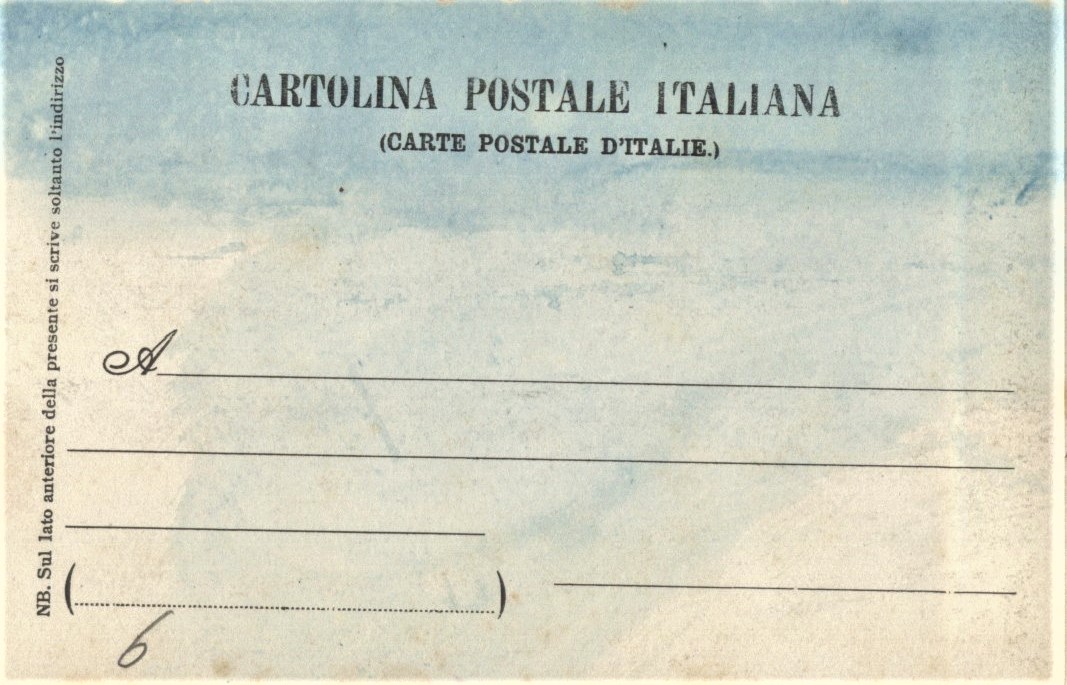 CARTOLINA POSTALE ITALIANA
(CARTE POSTALE D'ITALIE.)
NB. Sul lato anteriore della presente si scrive soltanto l'indirizzo
A
( )
6